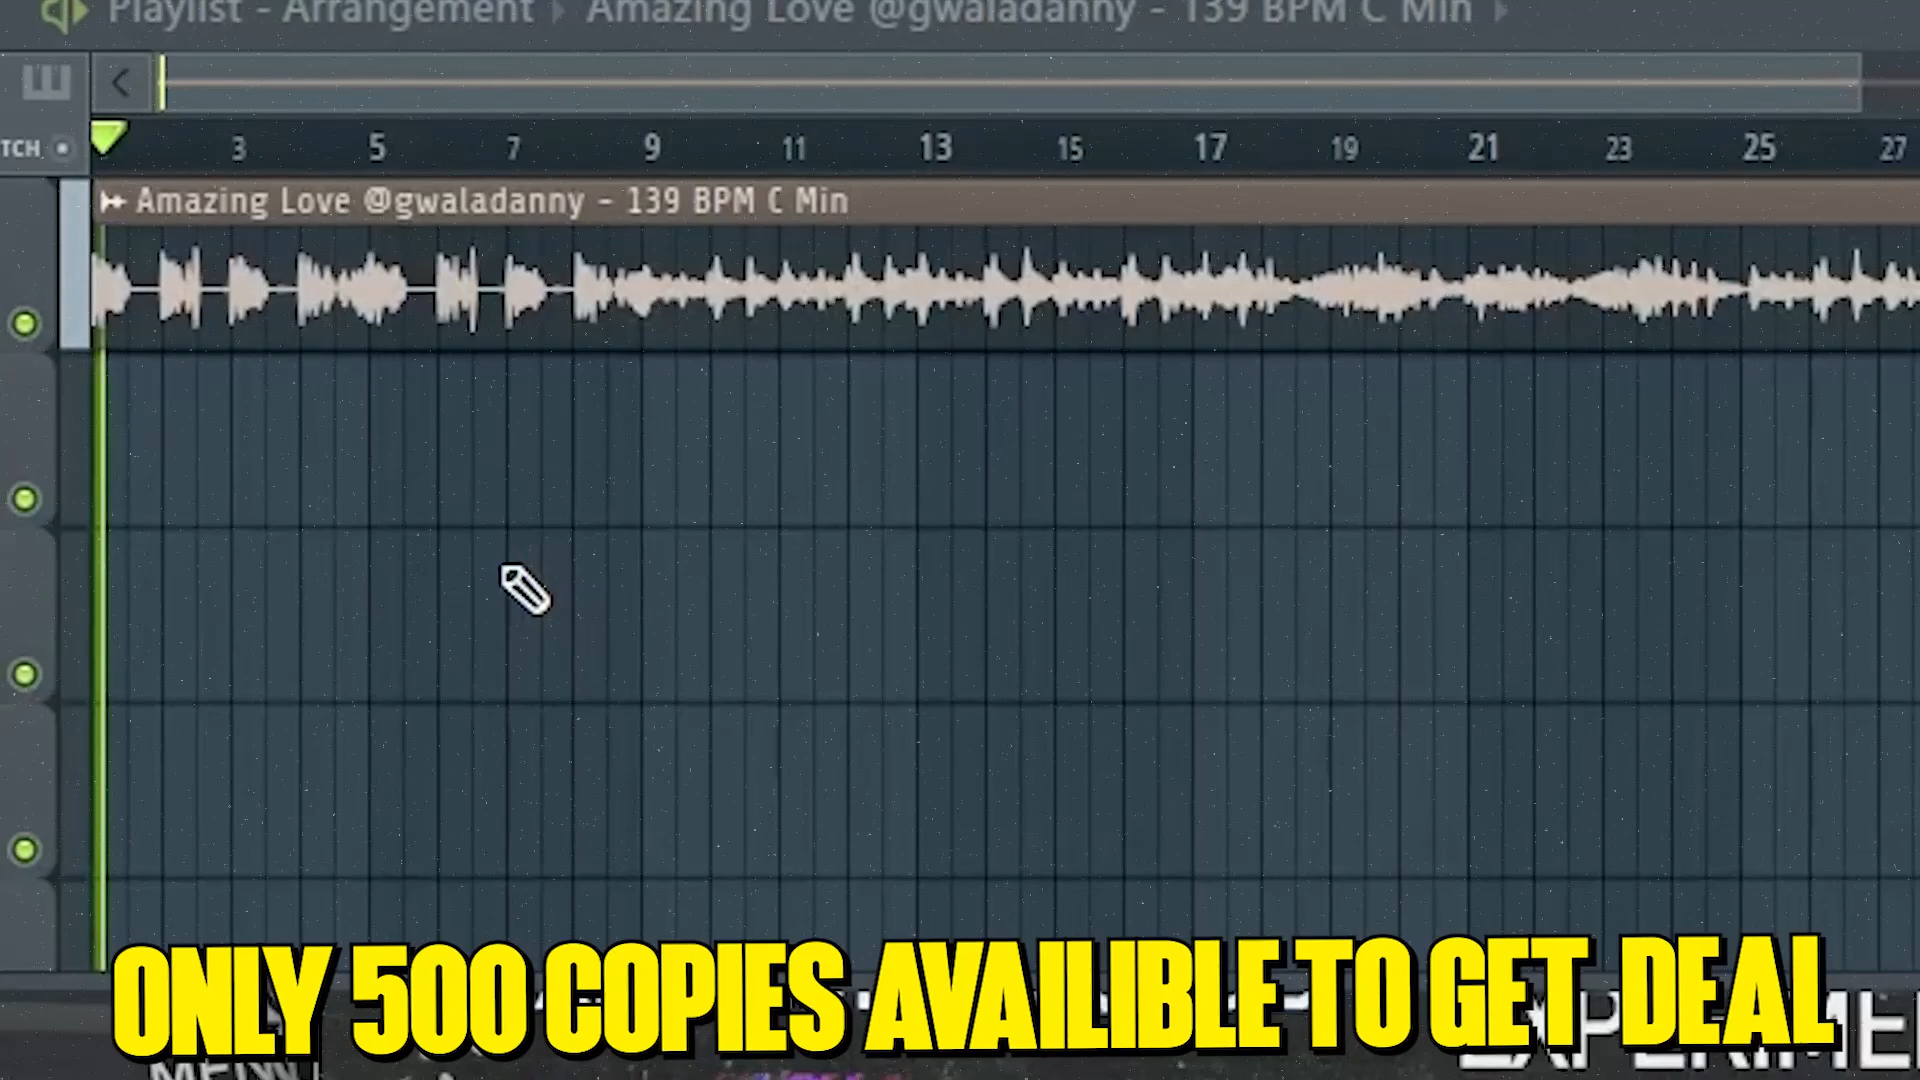 Playlist - Arrangement Amazing Love @gwaladanny - 139 BPM C Min
TCH
3 5 7 9 11 13 15 17 19 21 23 25 27
Amazing Love @gwaladanny - 139 BPM C Min
ONLY 500 COPIES AVAILIBLE TO GET DEAL